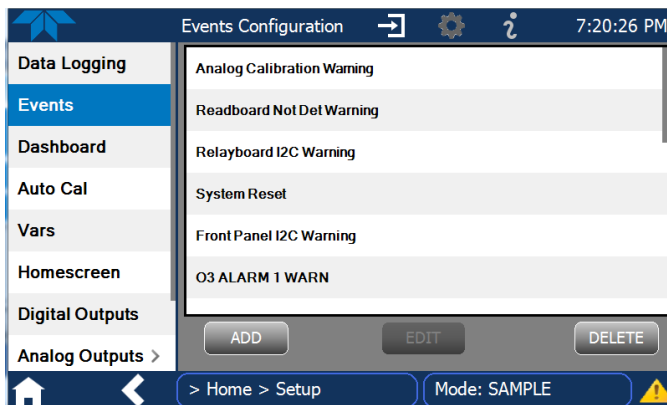 Events Configuration 7:20:26 PM
Data Logging
Events
Dashboard
Auto Cal
Vars
Homescreen
Digital Outputs
Analog Outputs >
Analog Calibration Warning
Readboard Not Det Warning
Relayboard I2C Warning
System Reset
Front Panel I2C Warning
O3 ALARM 1 WARN
ADD EDIT DELETE
> Home > Setup Mode: SAMPLE